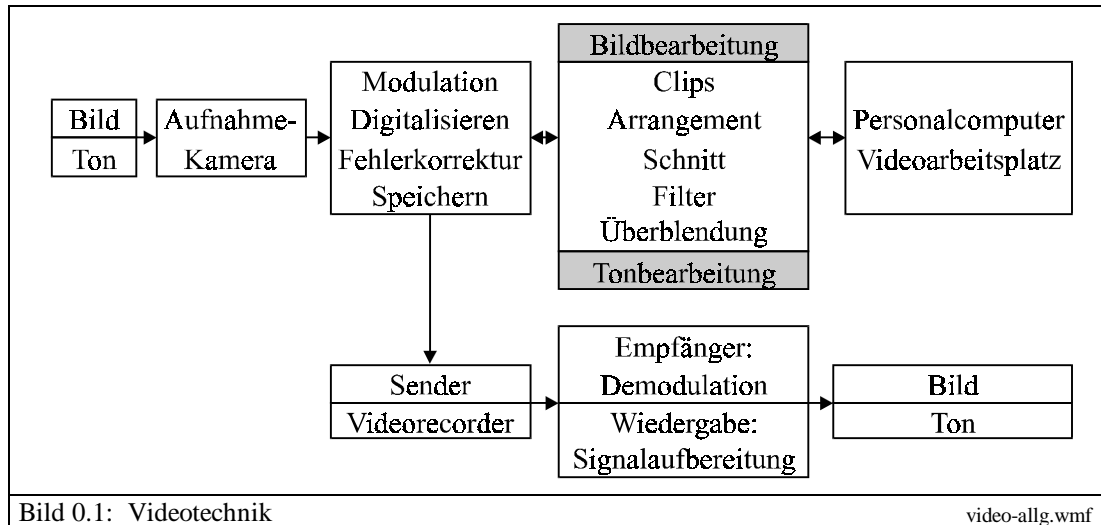 Bild
Ton
Aufnahme-
Kamera
Modulation
Digitalisieren
Fehlerkorrektur
Speichern
Bildbearbeitung
Clips
Arrangement
Schnitt
Filter
Überblendung
Tonbearbeitung
Personalcomputer
Videoarbeitsplatz
Sender
Videorecorder
Empfänger:
Demodulation
Wiedergabe:
Signalaufbereitung
Bild
Ton
Bild 0.1: Videotechnik
video-allg.wmf